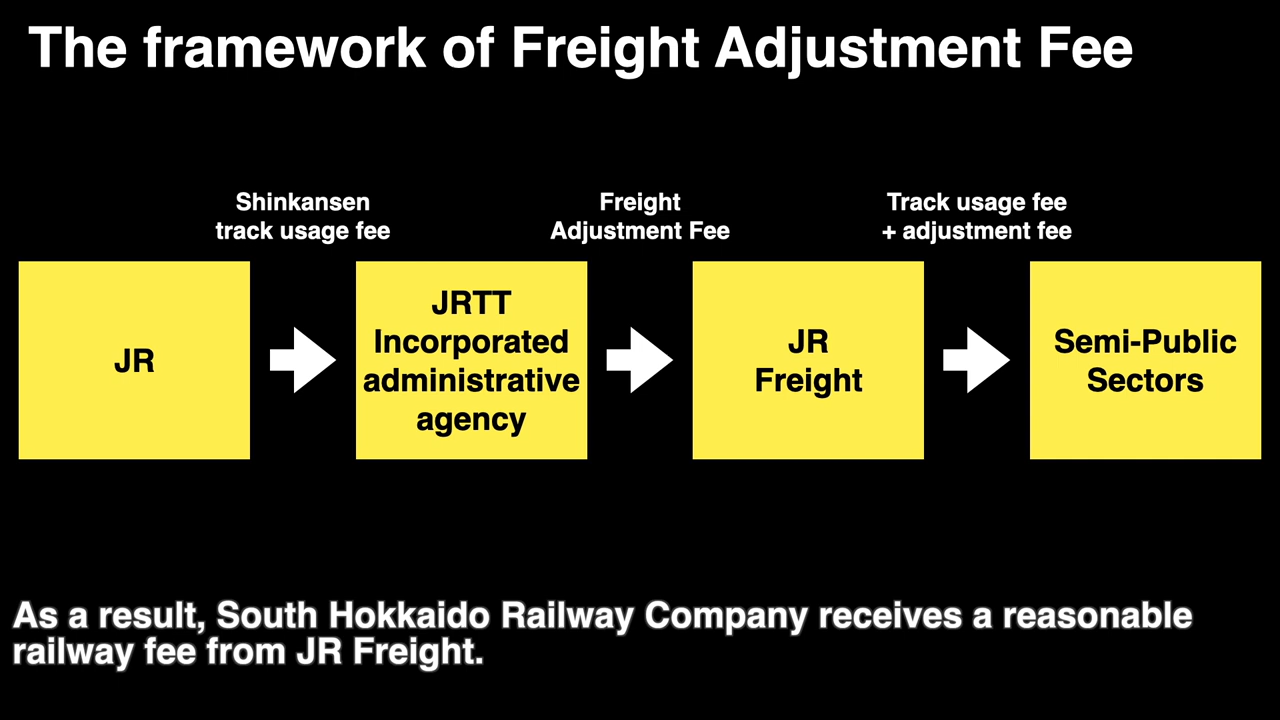 The framework of Freight Adjustment Fee
Shinkansen
track usage fee
Freight
Adjustment Fee
Track usage fee
+ adjustment fee
JR
JRTT
Incorporated
administrative
agency
JR
Freight
Semi-Public
Sectors
As a result, South Hokkaido Railway Company receives a reasonable
railway fee from JR Freight.